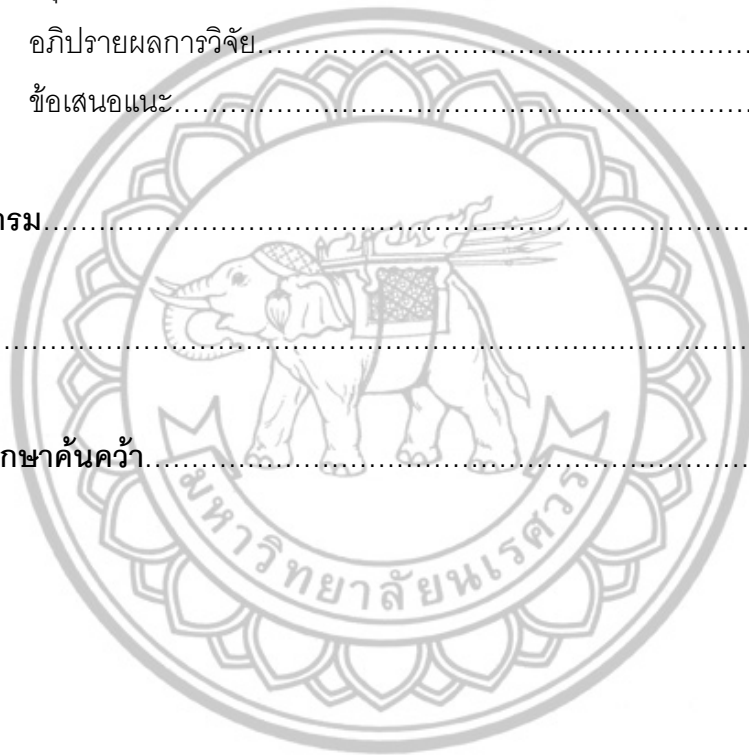 อภิปรายผลการวิจัย
ข้อเสนอแนะ
กรม
กษาค้นคว้า
มหาวิทยาลัยนเรศวร